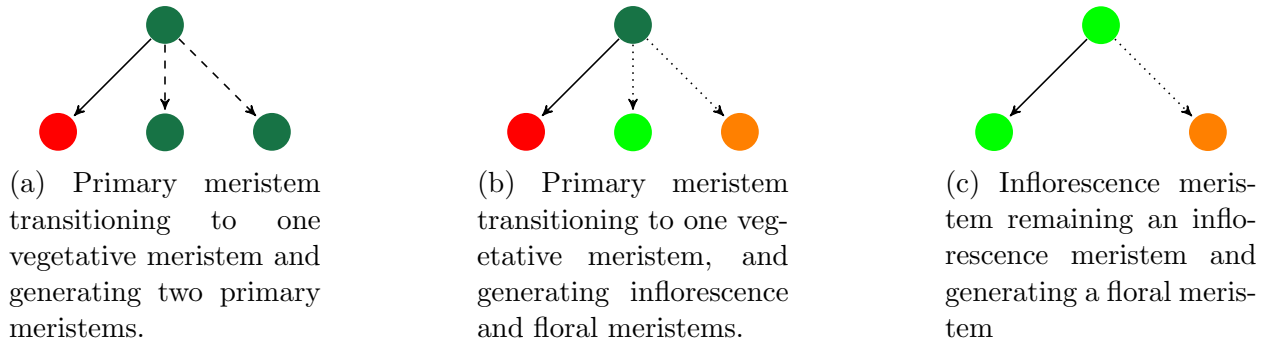 (a) Primary meristem
transitioning to one
vegetative meristem and
generating two primary
meristems.
(b) Primary meristem
transitioning to one veg-
etative meristem, and
generating inflorescence
and floral meristems.
(c) Inflorescence meris-
tem remaining an inflo-
rescence meristem and
generating a floral meris-
tem